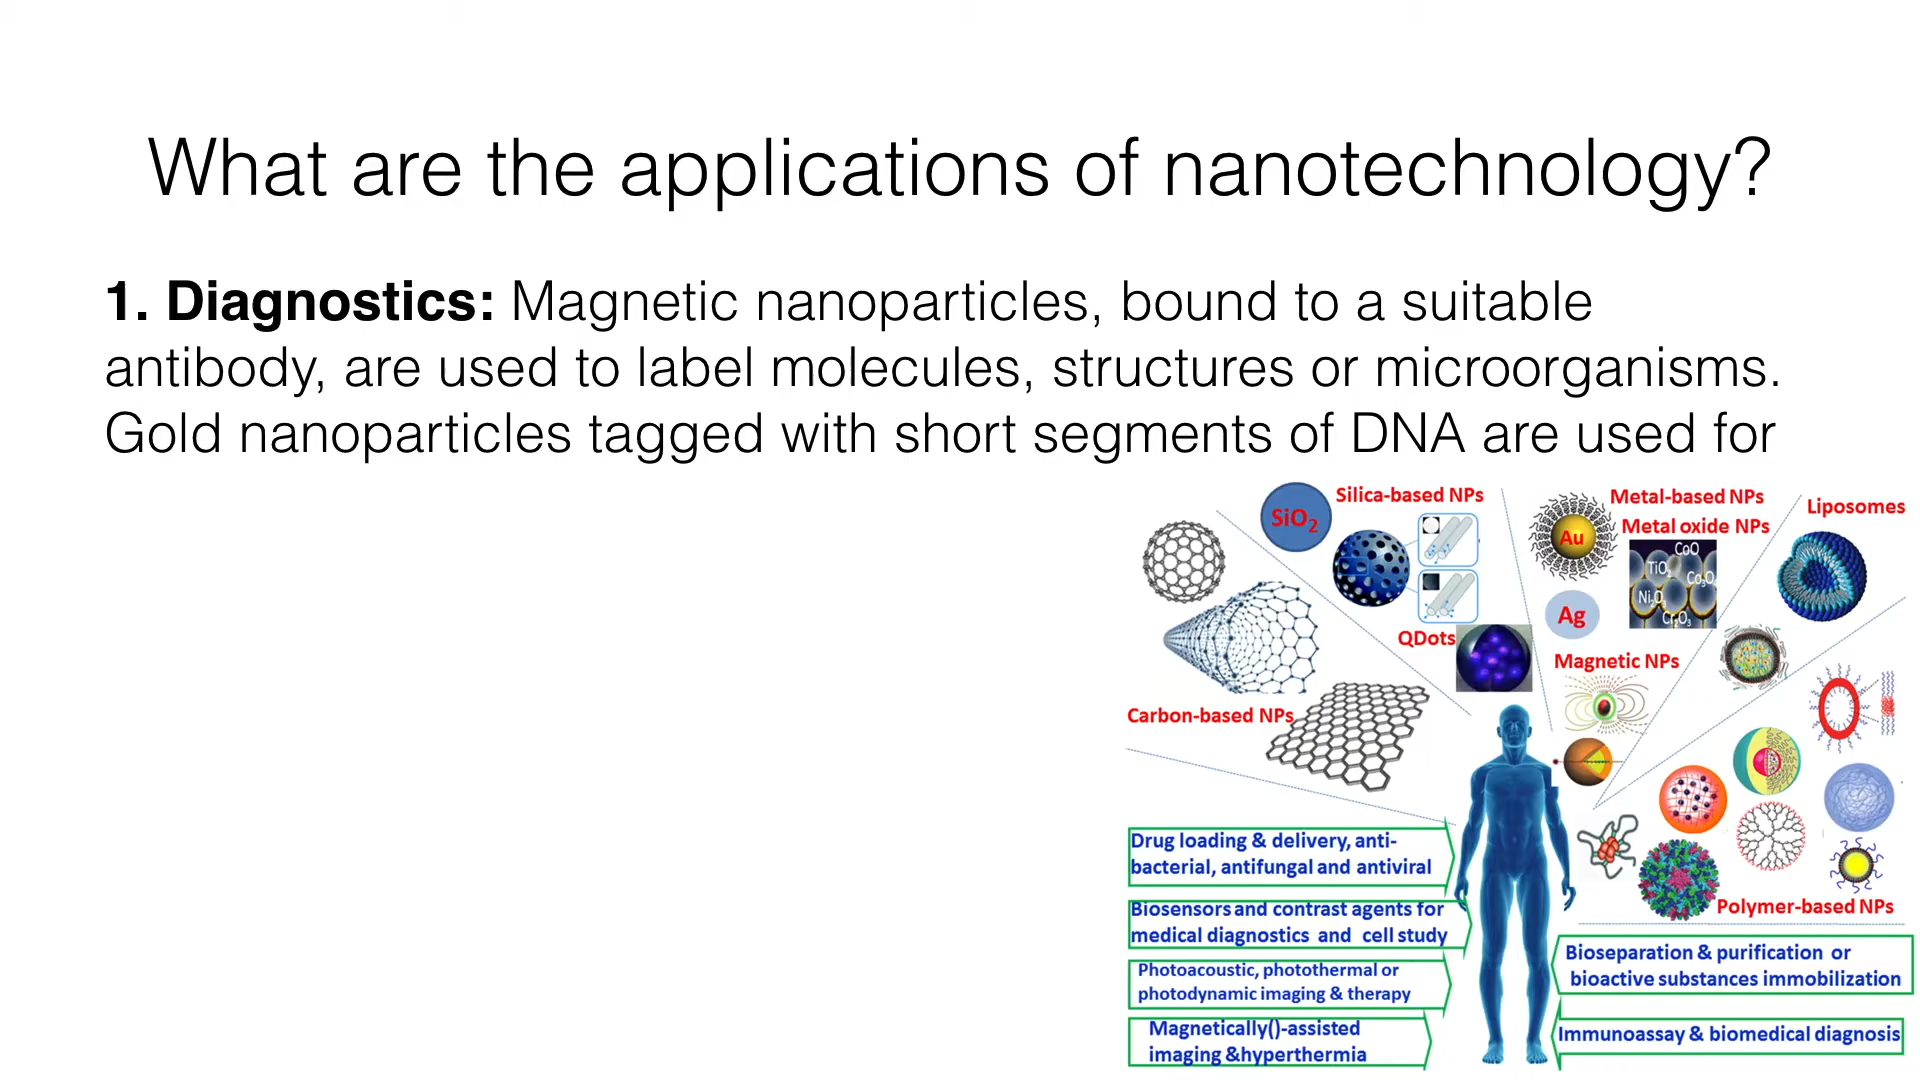 What are the applications of nanotechnology?
1. Diagnostics: Magnetic nanoparticles, bound to a suitable
antibody, are used to label molecules, structures or microorganisms.
Gold nanoparticles tagged with short segments of DNA are used for
Silica-based NPs
SiO2
QDots
Carbon-based NPs
Metal-based NPs
Metal oxide NPs
Au
Ag
CoO
TiO2
Co3O4
Cr2O3
Magnetic NPs
Liposomes
Polymer-based NPs
Drug loading & delivery, anti-
bacterial, antifungal and antiviral
Biosensors and contrast agents for
medical diagnostics and cell study
Photoacoustic, photothermal or
photodynamic imaging & therapy
Magnetically()-assisted
imaging &hyperthermia
Bioseparation & purification or
bioactive substances immobilization
Immunoassay & biomedical diagnosis